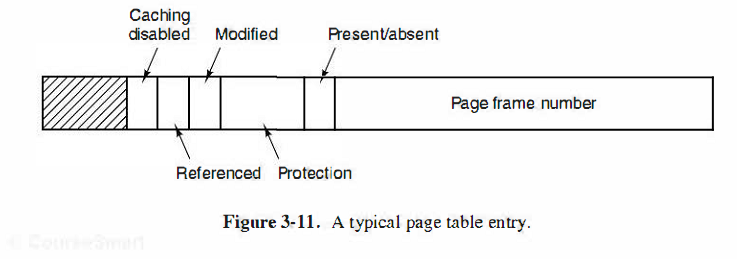 Caching
disabled
Modified
Present/absent
Page frame number
Referenced
Protection
Figure 3-11. A typical page table entry.
© CourseSmart